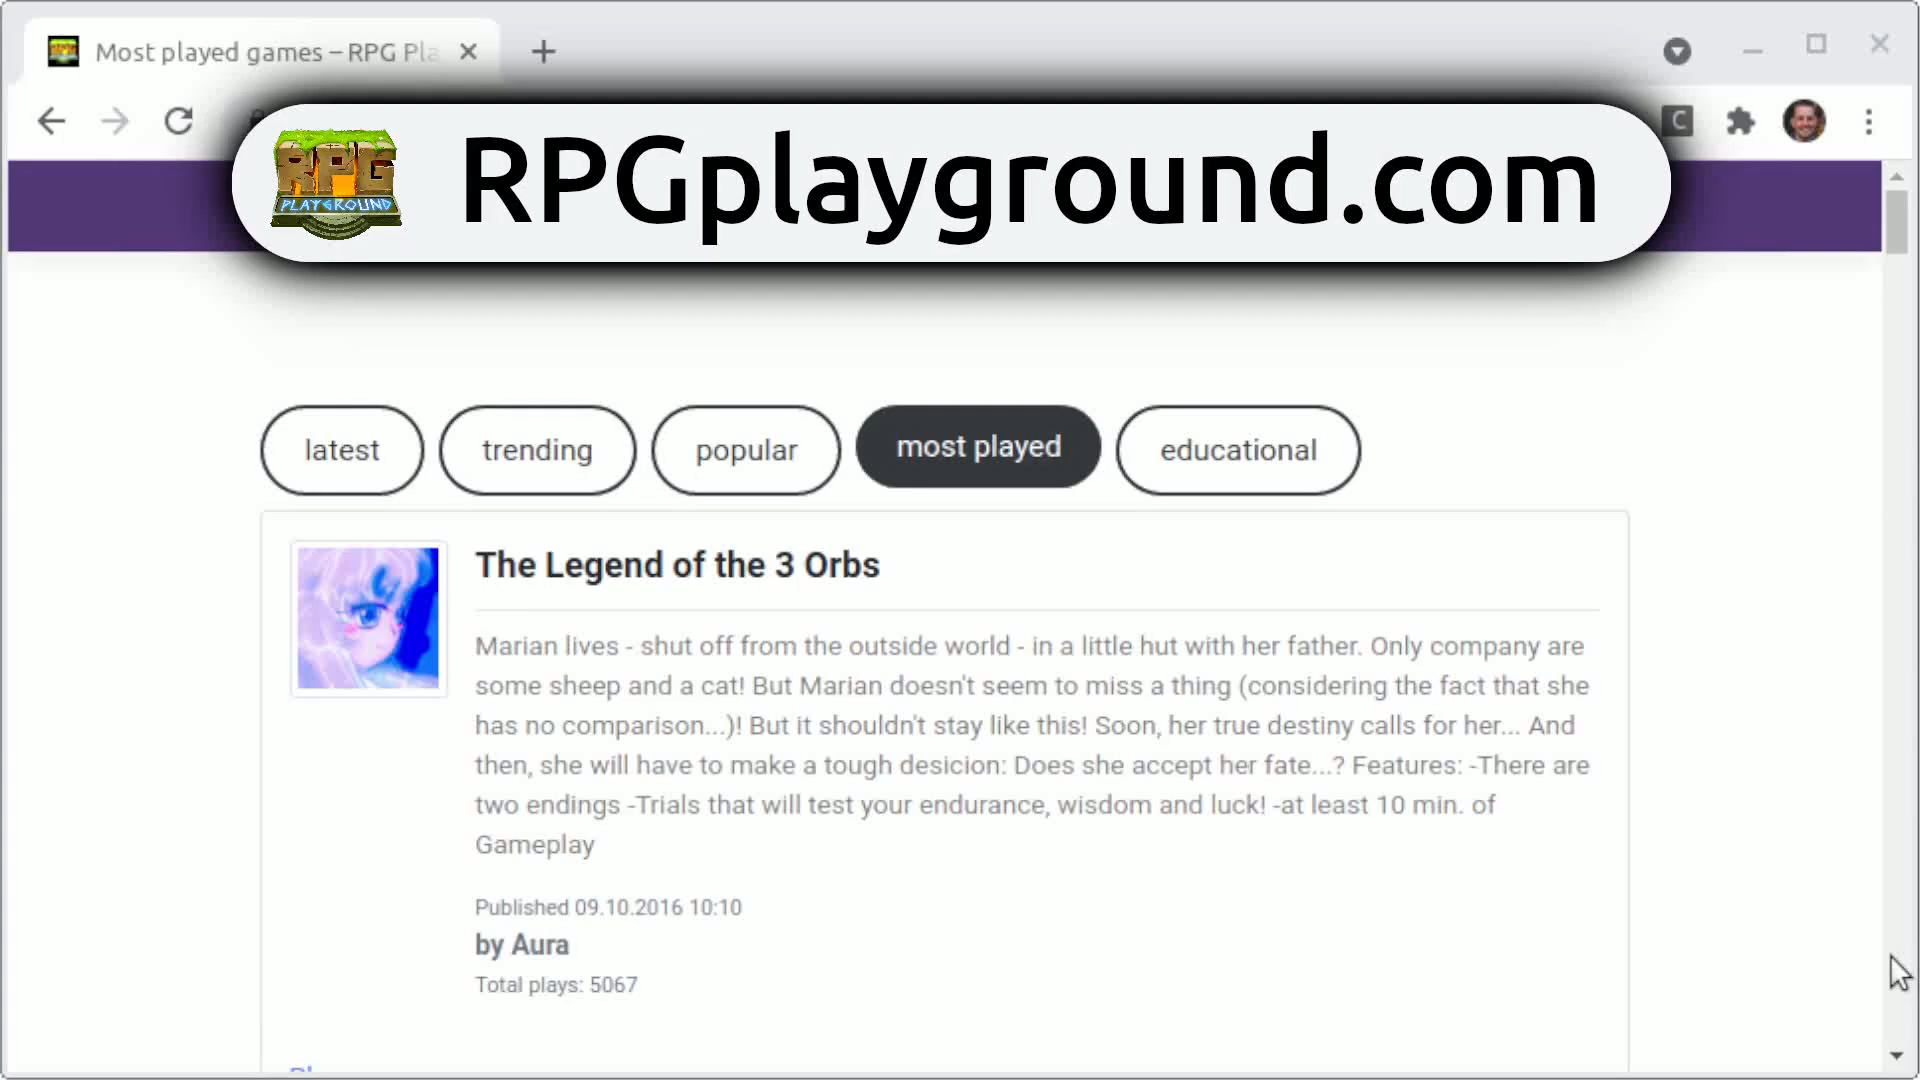 Most played games – RPG Pla
RPG
PLAYGROUND
RPGplayground.com
C
latest
trending
popular
most played
educational
The Legend of the 3 Orbs
Marian lives - shut off from the outside world - in a little hut with her father. Only company are
some sheep and a cat! But Marian doesn't seem to miss a thing (considering the fact that she
has no comparison...)! But it shouldn't stay like this! Soon, her true destiny calls for her... And
then, she will have to make a tough desicion: Does she accept her fate...? Features: -There are
two endings -Trials that will test your endurance, wisdom and luck! -at least 10 min. of
Gameplay
Published 09.10.2016 10:10
by Aura
Total plays: 5067